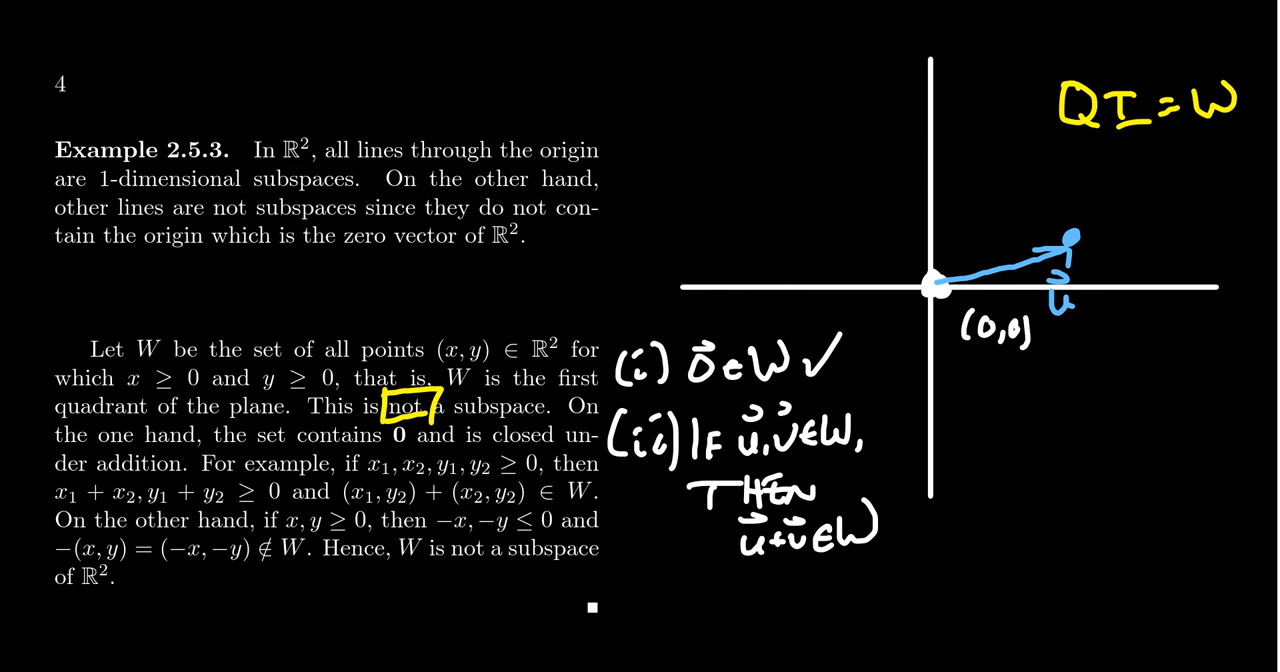 4
Example 2.5.3. In ℝ², all lines through the origin
are 1-dimensional subspaces. On the other hand,
other lines are not subspaces since they do not con-
tain the origin which is the zero vector of ℝ².
Let W be the set of all points (x, y) ∈ ℝ² for
which x ≥ 0 and y ≥ 0, that is, W is the first
quadrant of the plane. This is not a subspace. On
the one hand, the set contains 0 and is closed un-
der addition. For example, if x₁, x₂, y₁, y₂ ≥ 0, then
x₁ + x₂, y₁ + y₂ ≥ 0 and (x₁, y₂) + (x₂, y₂) ∈ W.
On the other hand, if x, y ≥ 0, then −x, −y ≤ 0 and
−(x, y) = (−x, −y) ∉ W. Hence, W is not a subspace
of ℝ².
QI = W
u⃗
(0,0)
(i) 0⃗ ∈ W ✓
(ii) IF u⃗, v⃗ ∈ W,
THEN
u⃗ + v⃗ ∈ W)